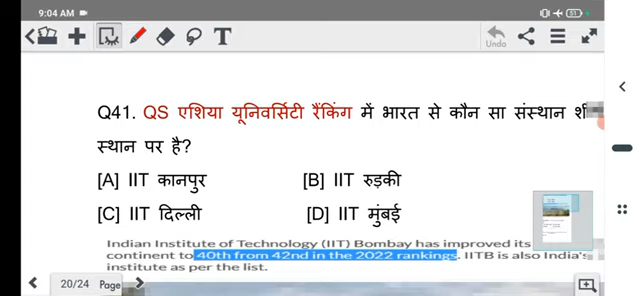 9:04 AM
51
T
Undo
Q41. QS एशिया यूनिवर्सिटी रैंकिंग में भारत से कौन सा संस्थान
स्थान पर है?
[A] IIT कानपुर [B] IIT रुड़की
[C] IIT दिल्ली [D] IIT मुंबई
Indian Institute of Technology (IIT) Bombay has improved its
continent to 40th from 42nd in the 2022 rankings. IITB is also India's
institute as per the list.
20/24 Page